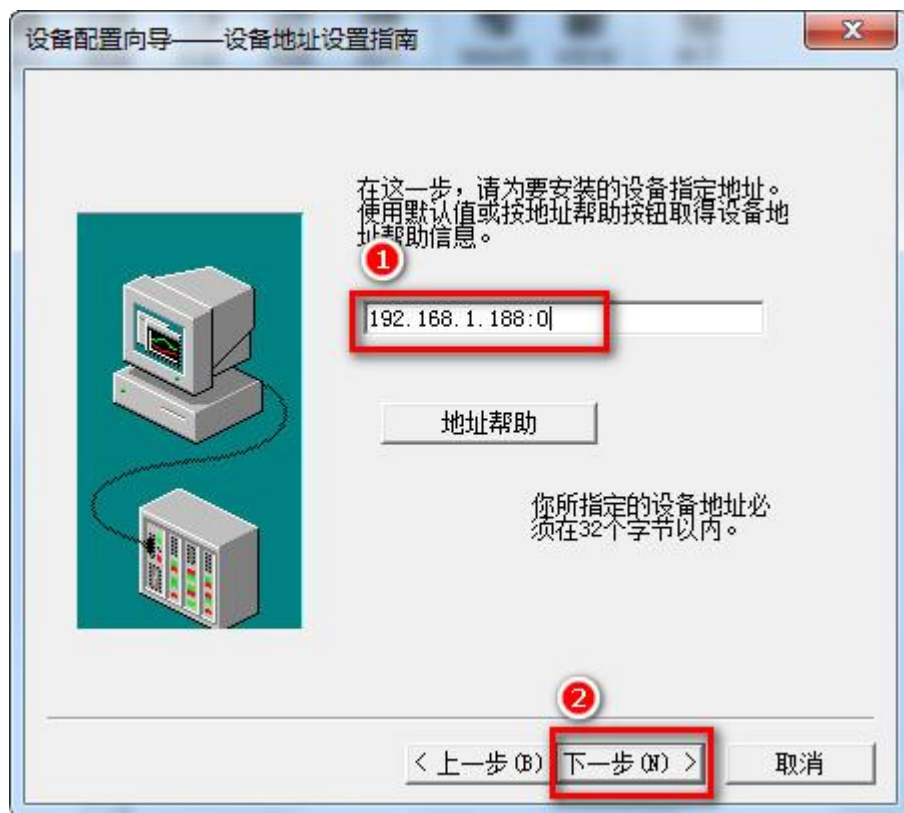 设备配置向导——设备地址设置指南
在这一步，请为要安装的设备指定地址。
使用默认值或按地址帮助按钮取得设备地
址帮助信息。
1
192.168.1.188:0
地址帮助
你所指定的设备地址必
须在32个字节以内。
2
< 上一步(B) 下一步(N) > 取消